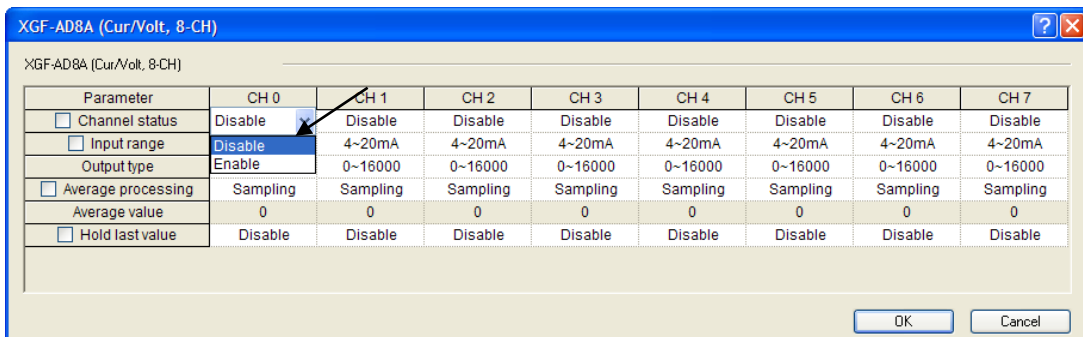 XGF-AD8A (Cur/Volt, 8-CH)
XGF-AD8A (Cur/Volt, 8-CH)
Parameter CH 0 CH 1 CH 2 CH 3 CH 4 CH 5 CH 6 CH 7
Channel status Disable Disable Disable Disable Disable Disable Disable Disable
Input range Disable 4~20mA 4~20mA 4~20mA 4~20mA 4~20mA 4~20mA 4~20mA
Output type Enable 0~16000 0~16000 0~16000 0~16000 0~16000 0~16000 0~16000
Average processing Sampling Sampling Sampling Sampling Sampling Sampling Sampling Sampling
Average value 0 0 0 0 0 0 0 0
Hold last value Disable Disable Disable Disable Disable Disable Disable Disable
OK Cancel